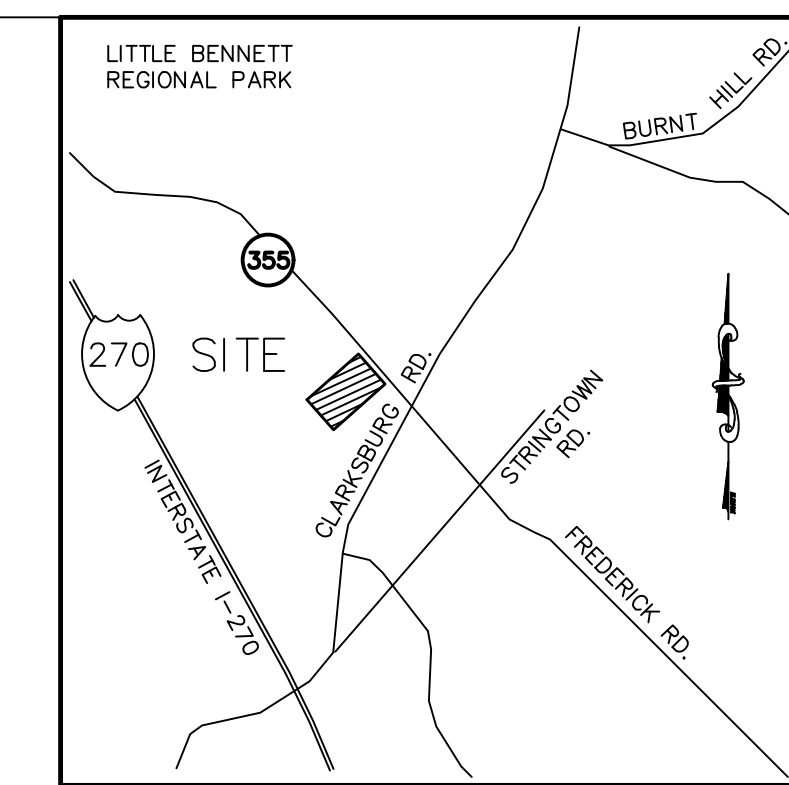 LITTLE BENNETT
REGIONAL PARK
HILL RD.
BURNT
355
270
SITE
RD.
CLARKSBURG
STRINGTOWN
RD.
INTERSTATE I-270
FREDERICK RD.